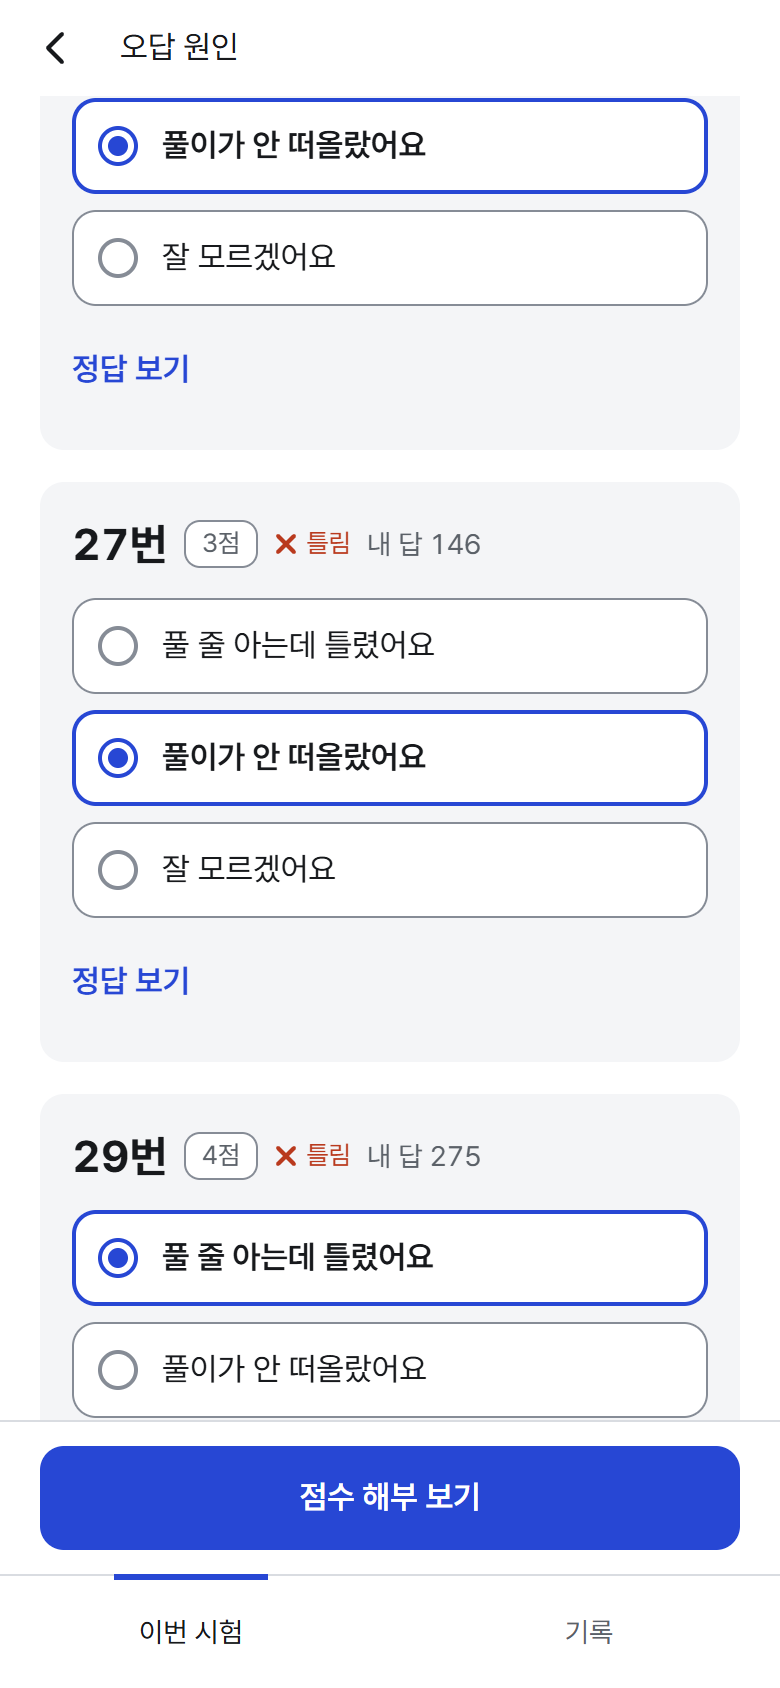 오답 원인
풀이가 안 떠올랐어요
잘 모르겠어요
정답 보기
27번 3점 틀림 내 답 146
풀 줄 아는데 틀렸어요
풀이가 안 떠올랐어요
잘 모르겠어요
정답 보기
29번 4점 틀림 내 답 275
풀 줄 아는데 틀렸어요
풀이가 안 떠올랐어요
점수 해부 보기
이번 시험 기록